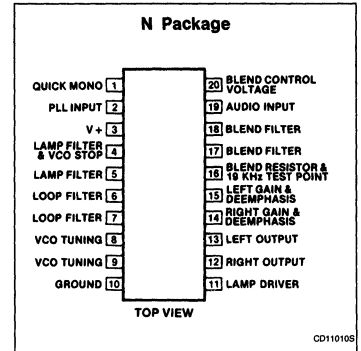 N Package
QUICK MONO 1
PLL INPUT 2
V+ 3
LAMP FILTER
& VCO STOP 4
LAMP FILTER 5
LOOP FILTER 6
LOOP FILTER 7
VCO TUNING 8
VCO TUNING 9
GROUND 10
20 BLEND CONTROL
VOLTAGE
19 AUDIO INPUT
18 BLEND FILTER
17 BLEND FILTER
16 BLEND RESISTOR &
19 KHz TEST POINT
15 LEFT GAIN &
DEEMPHASIS
14 RIGHT GAIN &
DEEMPHASIS
13 LEFT OUTPUT
12 RIGHT OUTPUT
11 LAMP DRIVER
TOP VIEW
CD11010S